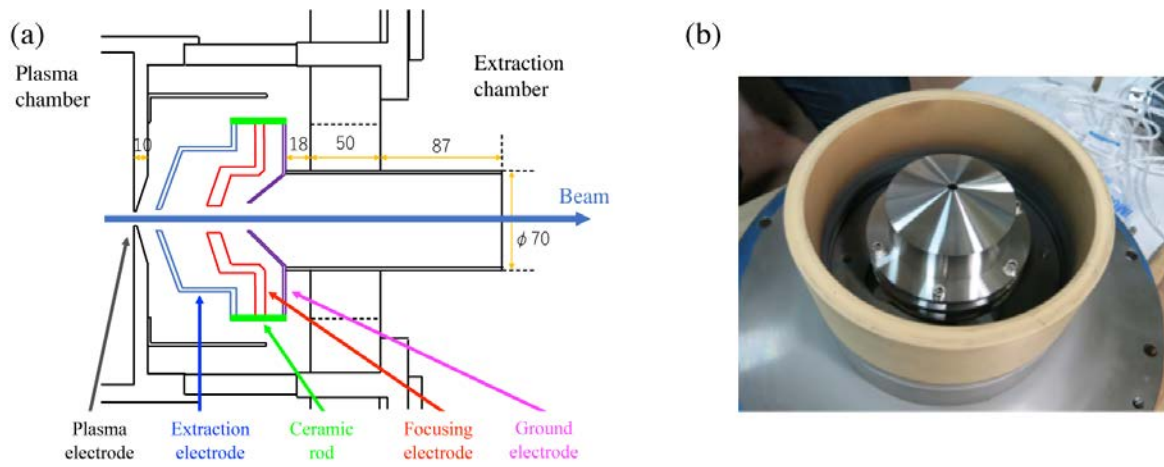 (a)
Plasma
chamber
Extraction
chamber
10
18
50
87
Beam
ϕ70
Plasma
electrode
Extraction
electrode
Ceramic
rod
Focusing
electrode
Ground
electrode
(b)